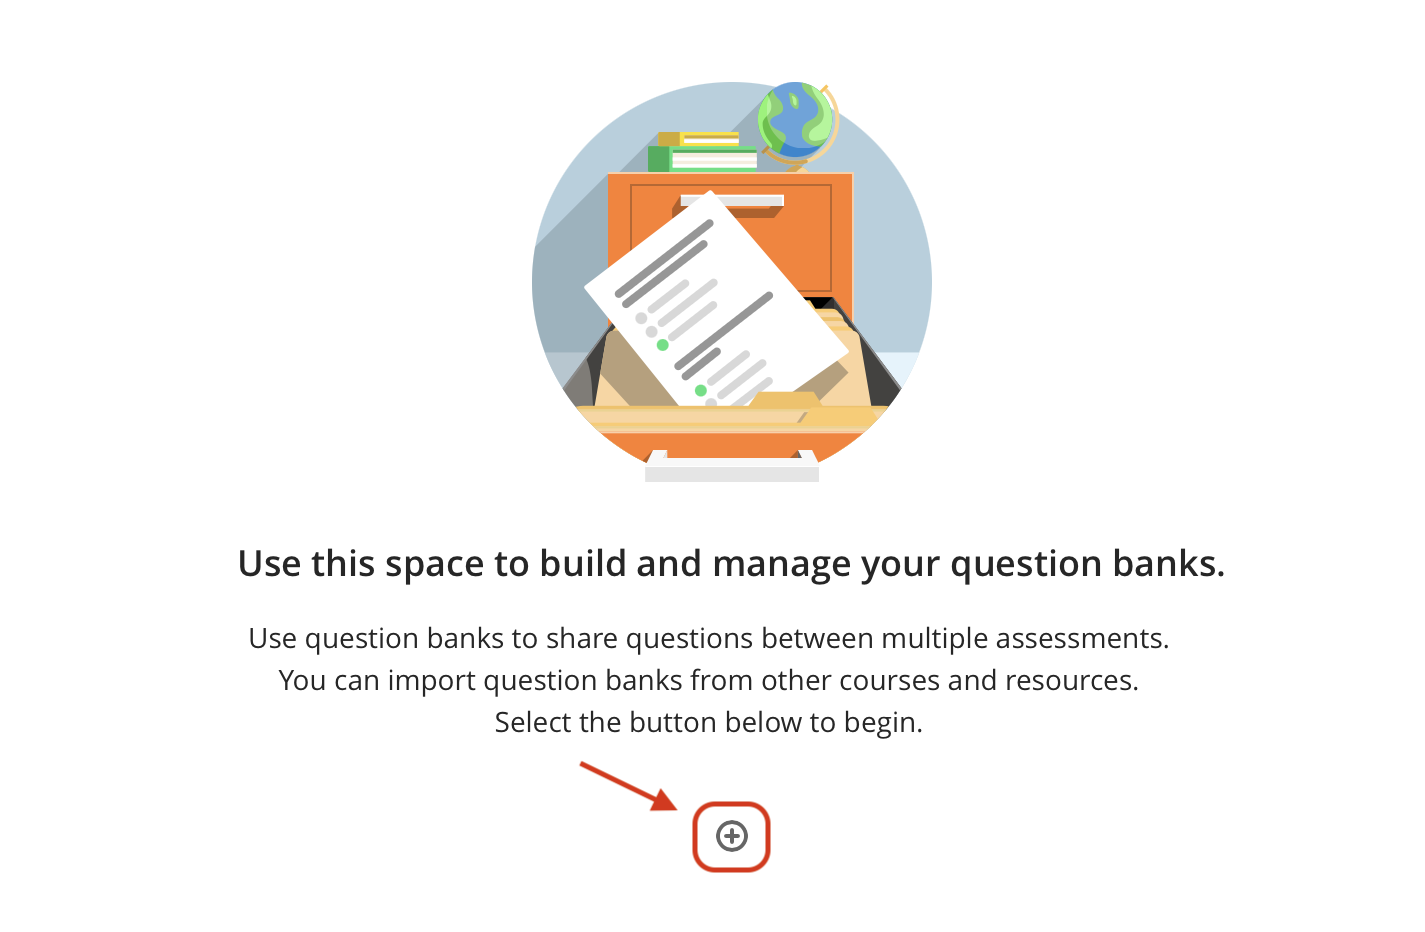 Use this space to build and manage your question banks.
Use question banks to share questions between multiple assessments.
You can import question banks from other courses and resources.
Select the button below to begin.